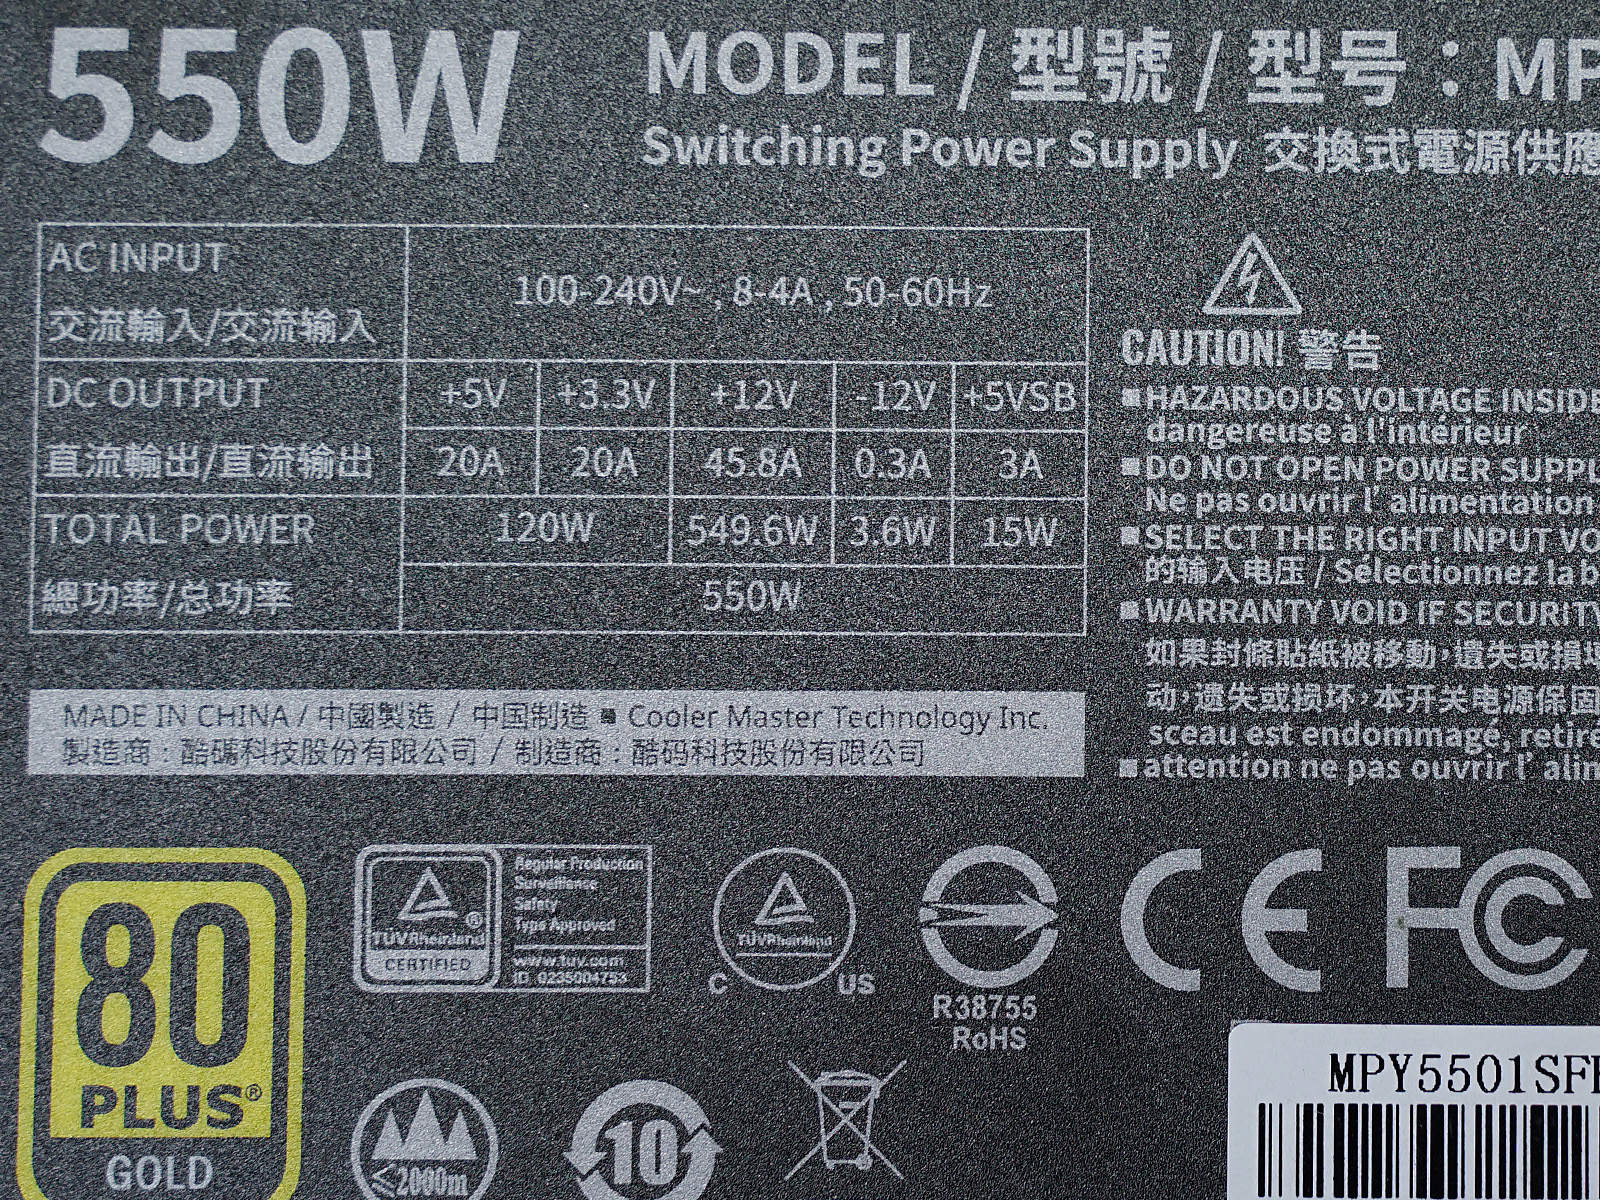 550W
MODEL / 型號 / 型号：MP
Switching Power Supply 交換式電源供應
AC INPUT
交流輸入/交流输入
100-240V~ , 8-4A , 50-60Hz
DC OUTPUT
直流輸出/直流输出
+5V +3.3V +12V -12V +5VSB
20A 20A 45.8A 0.3A 3A
TOTAL POWER
總功率/总功率
120W 549.6W 3.6W 15W
550W
MADE IN CHINA / 中國製造 / 中国制造 ■ Cooler Master Technology Inc.
製造商：酷碼科技股份有限公司 / 制造商：酷码科技股份有限公司
CAUTION! 警告
■HAZARDOUS VOLTAGE INSIDE
dangereuse à l'intérieur
■DO NOT OPEN POWER SUPPL
Ne pas ouvrir l' alimentation
■SELECT THE RIGHT INPUT VO
的输入电压 / Sélectionnez la b
■WARRANTY VOID IF SECURITY
如果封條貼紙被移動，遺失或損壞
动，遗失或损坏，本开关电源保固
sceau est endommagé, retiré
■attention ne pas ouvrir l' alim
80
PLUS®
GOLD
TÜVRheinland ®
CERTIFIED
Regular Production
Surveillance
Safety
Type Approved
www.tuv.com
ID 0235004753
TÜVRheinland
C US
R38755
RoHS
CE FC
≤2000m
10
MPY5501SF